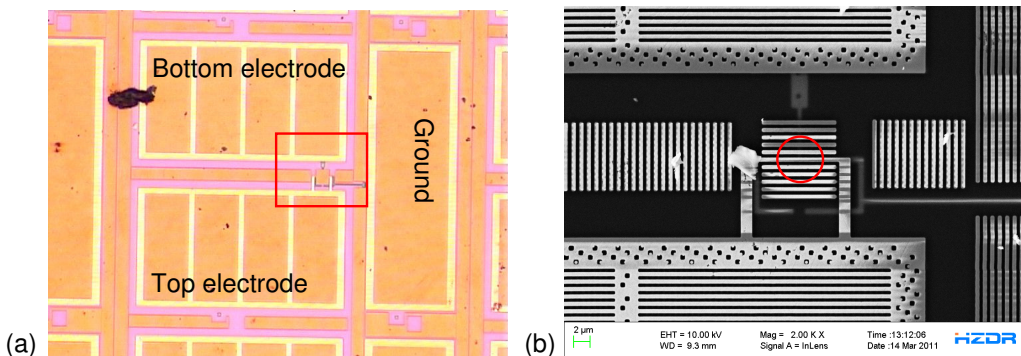 Bottom electrode
Ground
Top electrode
(a)
(b)
2 µm
EHT = 10.00 kV
WD = 9.3 mm
Mag = 2.00 K X
Signal A = InLens
Time :13:12:06
Date :14 Mar 2011
HZDR